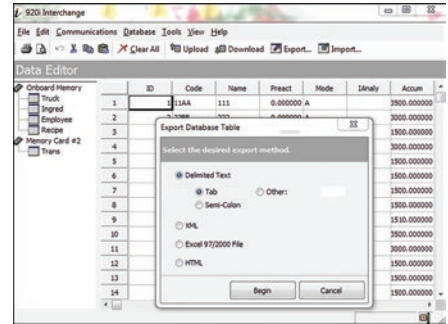 920i Interchange
File Edit Communications Database Tools View Help
Clear All Upload Download Export... Import...
Data Editor
Onboard Memory
Truck
Ingred
Employee
Recipe
Memory Card #2
Trans
ID Code Name Preact Mode IAnaly Accum
1 1 11AA 111 0.000000 A 3500.000000
2 3000.000000
3 1500.000000
4 3000.000000
5 1500.000000
6 1500.000000
7 1500.000000
8 1500.000000
9 1510.000000
10 3500.000000
11 3000.000000
12 1500.000000
13 1500.000000
14 1500.000000
Export Database Table
Select the desired export method.
Delimited Text
Tab Other:
Semi-Colon
XML
Excel 97/2000 File
HTML
Begin Cancel